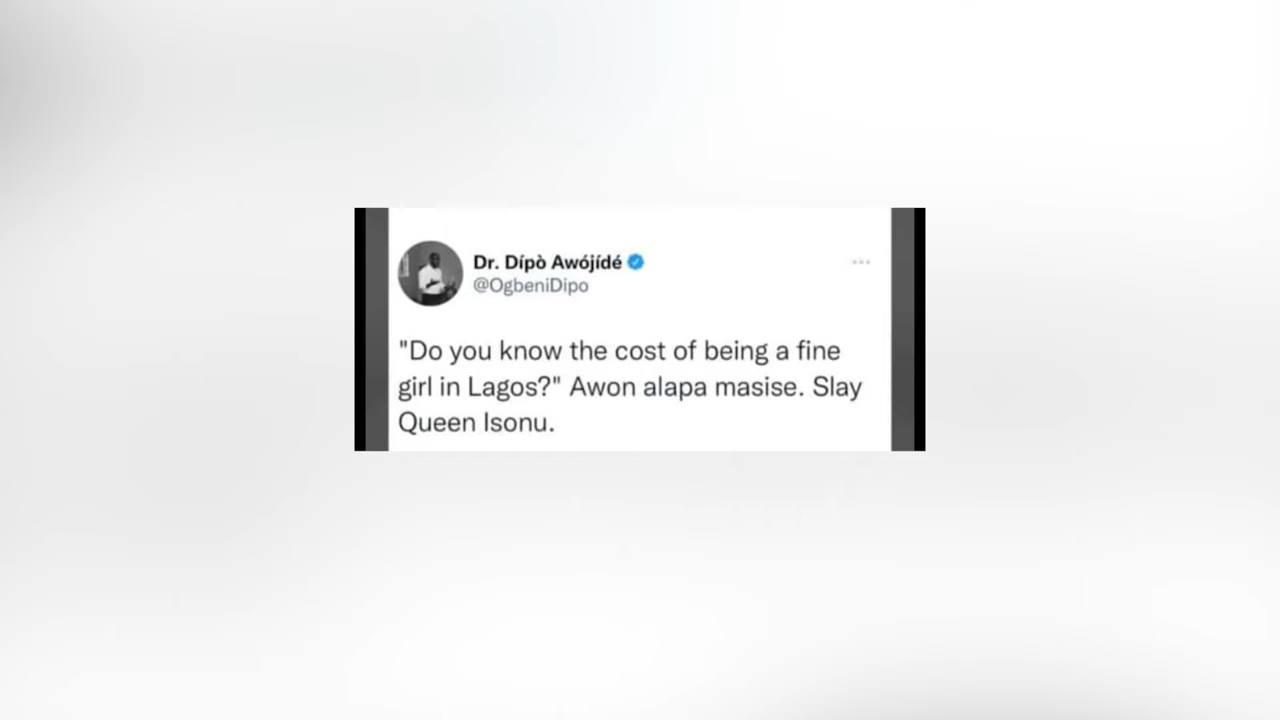 Dr. Dípò Awójídé
@OgbeniDipo
"Do you know the cost of being a fine
girl in Lagos?" Awon alapa masise. Slay
Queen Isonu.